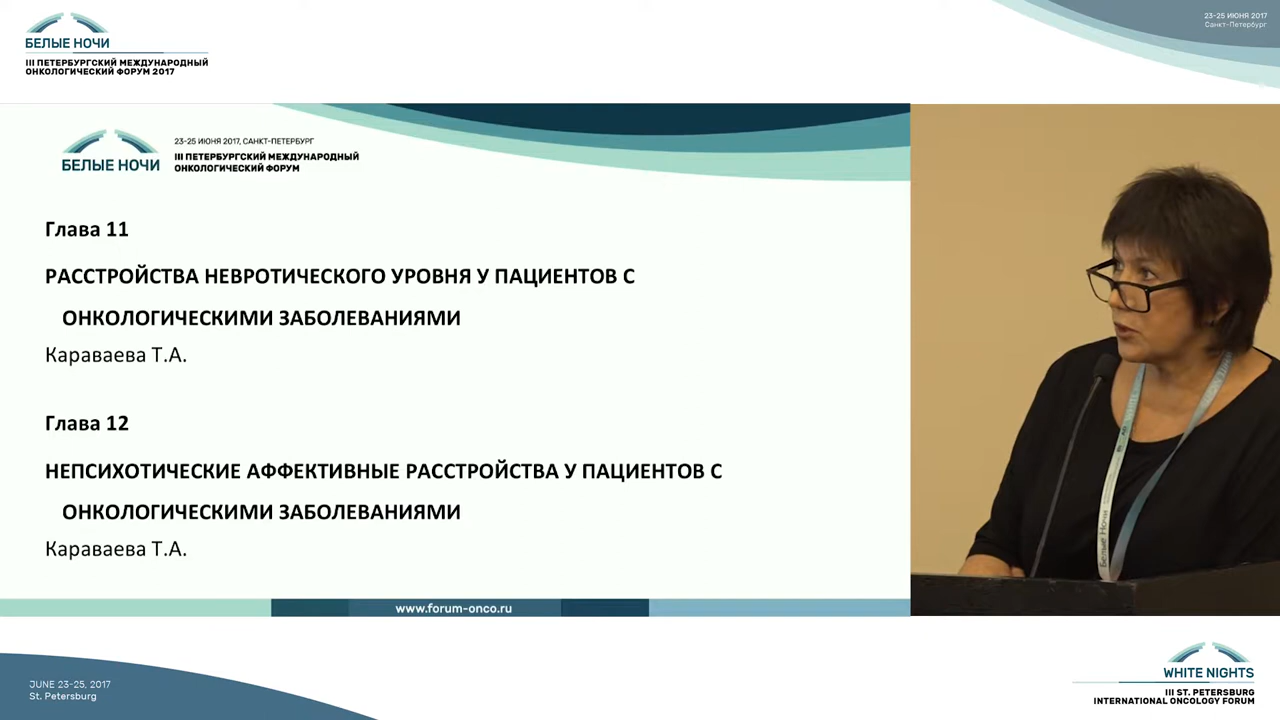 БЕЛЫЕ НОЧИ
III ПЕТЕРБУРГСКИЙ МЕЖДУНАРОДНЫЙ
ОНКОЛОГИЧЕСКИЙ ФОРУМ 2017
23-25 ИЮНЯ 2017
Санкт-Петербург
БЕЛЫЕ НОЧИ
23-25 ИЮНЯ 2017, САНКТ-ПЕТЕРБУРГ
III ПЕТЕРБУРГСКИЙ МЕЖДУНАРОДНЫЙ
ОНКОЛОГИЧЕСКИЙ ФОРУМ
Глава 11
РАССТРОЙСТВА НЕВРОТИЧЕСКОГО УРОВНЯ У ПАЦИЕНТОВ С
ОНКОЛОГИЧЕСКИМИ ЗАБОЛЕВАНИЯМИ
Караваева Т.А.
Глава 12
НЕПСИХОТИЧЕСКИЕ АФФЕКТИВНЫЕ РАССТРОЙСТВА У ПАЦИЕНТОВ С
ОНКОЛОГИЧЕСКИМИ ЗАБОЛЕВАНИЯМИ
Караваева Т.А.
www.forum-onco.ru
Белые Ночи
JUNE 23-25, 2017
St. Petersburg
WHITE NIGHTS
III ST. PETERSBURG
INTERNATIONAL ONCOLOGY FORUM